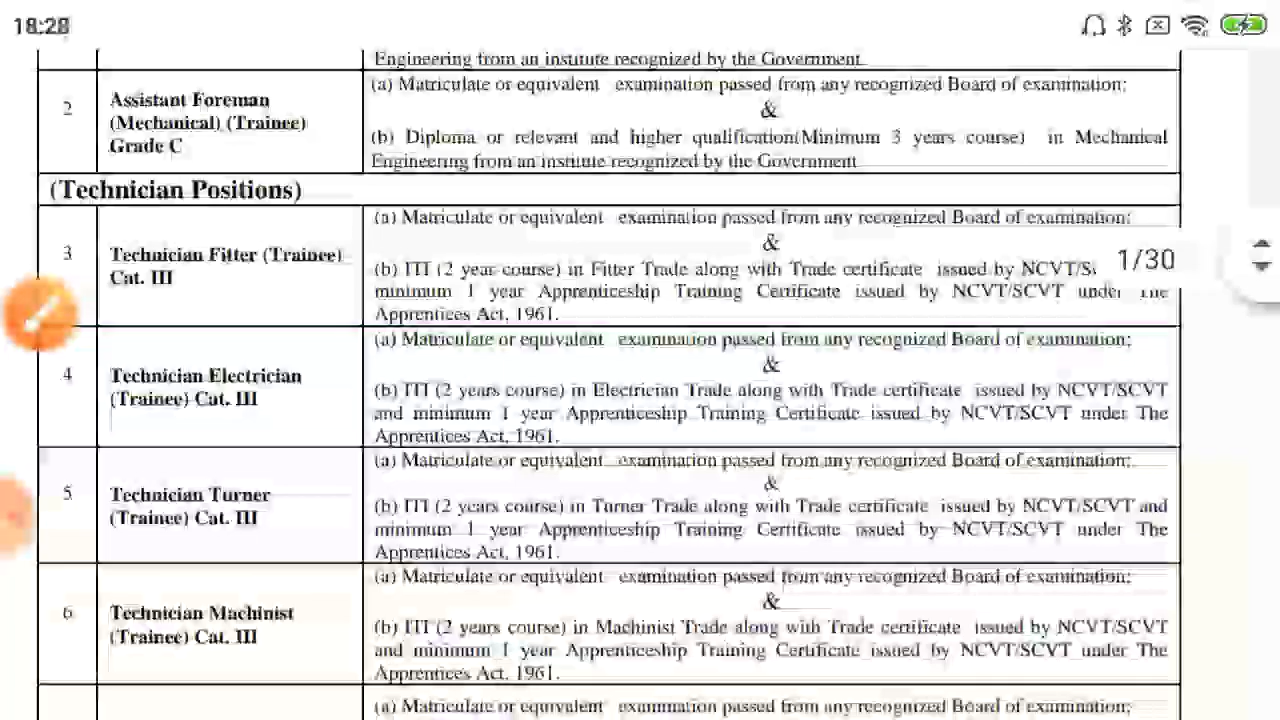 18:28
Engineering from an institute recognized by the Government
2
Assistant Foreman
(Mechanical) (Trainee)
Grade C
(a) Matriculate or equivalent examination passed from any recognized Board of examination;
&
(b) Diploma or relevant and higher qualification(Minimum 3 years course) in Mechanical
Engineering from an institute recognized by the Government
(Technician Positions)
3
Technician Fitter (Trainee)
Cat. III
(a) Matriculate or equivalent examination passed from any recognized Board of examination;
&
(b) ITI (2 year course) in Fitter Trade along with Trade certificate issued by NCVT/S
minimum 1 year Apprenticeship Training Certificate issued by NCVT/SCVT under The
Apprentices Act, 1961.
1/30
4
Technician Electrician
(Trainee) Cat. III
(a) Matriculate or equivalent examination passed from any recognized Board of examination;
&
(b) ITI (2 years course) in Electrician Trade along with Trade certificate issued by NCVT/SCVT
and minimum 1 year Apprenticeship Training Certificate issued by NCVT/SCVT under The
Apprentices Act, 1961.
5
Technician Turner
(Trainee) Cat. III
(a) Matriculate or equivalent examination passed from any recognized Board of examination;
&
(b) ITI (2 years course) in Turner Trade along with Trade certificate issued by NCVT/SCVT and
minimum 1 year Apprenticeship Training Certificate issued by NCVT/SCVT under The
Apprentices Act, 1961.
6
Technician Machinist
(Trainee) Cat. III
(a) Matriculate or equivalent examination passed from any recognized Board of examination;
&
(b) ITI (2 years course) in Machinist Trade along with Trade certificate issued by NCVT/SCVT
and minimum 1 year Apprenticeship Training Certificate issued by NCVT/SCVT under The
Apprentices Act, 1961.
(a) Matriculate or equivalent examination passed from any recognized Board of examination;